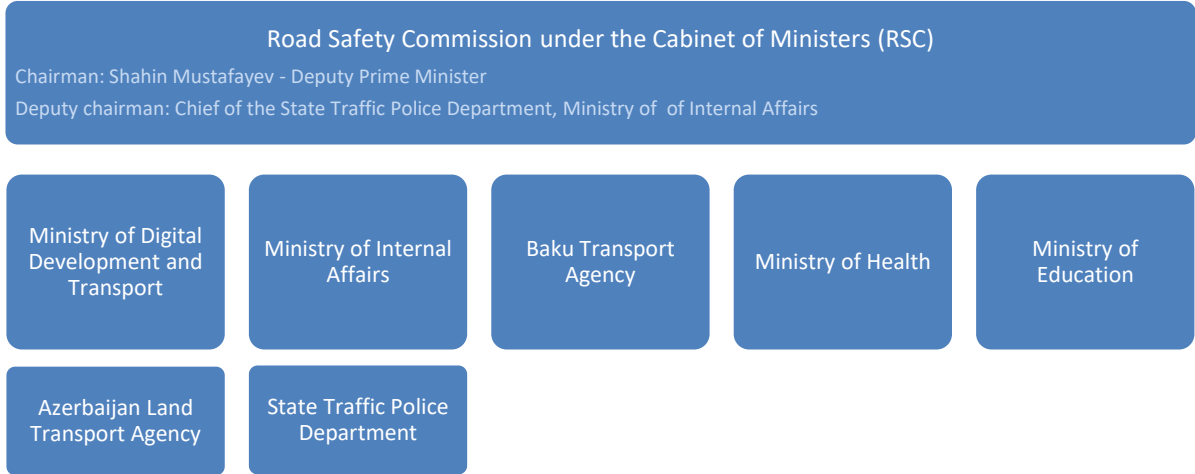 Road Safety Commission under the Cabinet of Ministers (RSC)
Chairman: Shahin Mustafayev - Deputy Prime Minister
Deputy chairman: Chief of the State Traffic Police Department, Ministry of  of Internal Affairs
Ministry of Digital
Development and
Transport
Ministry of Internal
Affairs
Baku Transport
Agency
Ministry of Health
Ministry of
Education
Azerbaijan Land
Transport Agency
State Traffic Police
Department